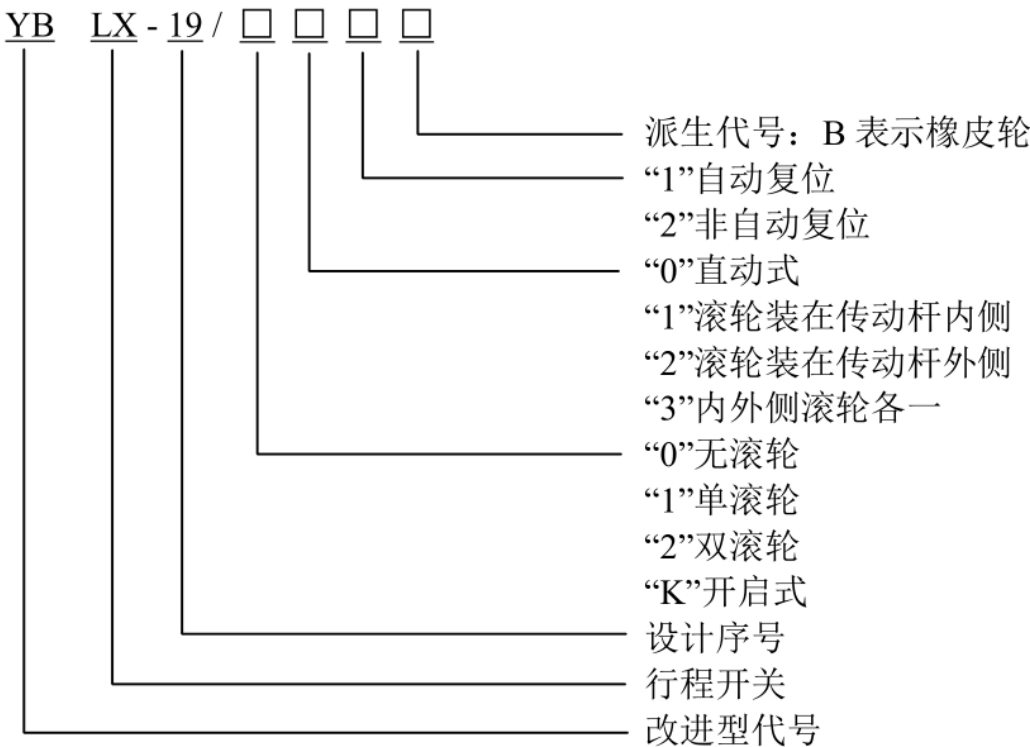 YB LX - 19 / □ □ □ □
派生代号：B 表示橡皮轮
“1”自动复位
“2”非自动复位
“0”直动式
“1”滚轮装在传动杆内侧
“2”滚轮装在传动杆外侧
“3”内外侧滚轮各一
“0”无滚轮
“1”单滚轮
“2”双滚轮
“K”开启式
设计序号
行程开关
改进型代号